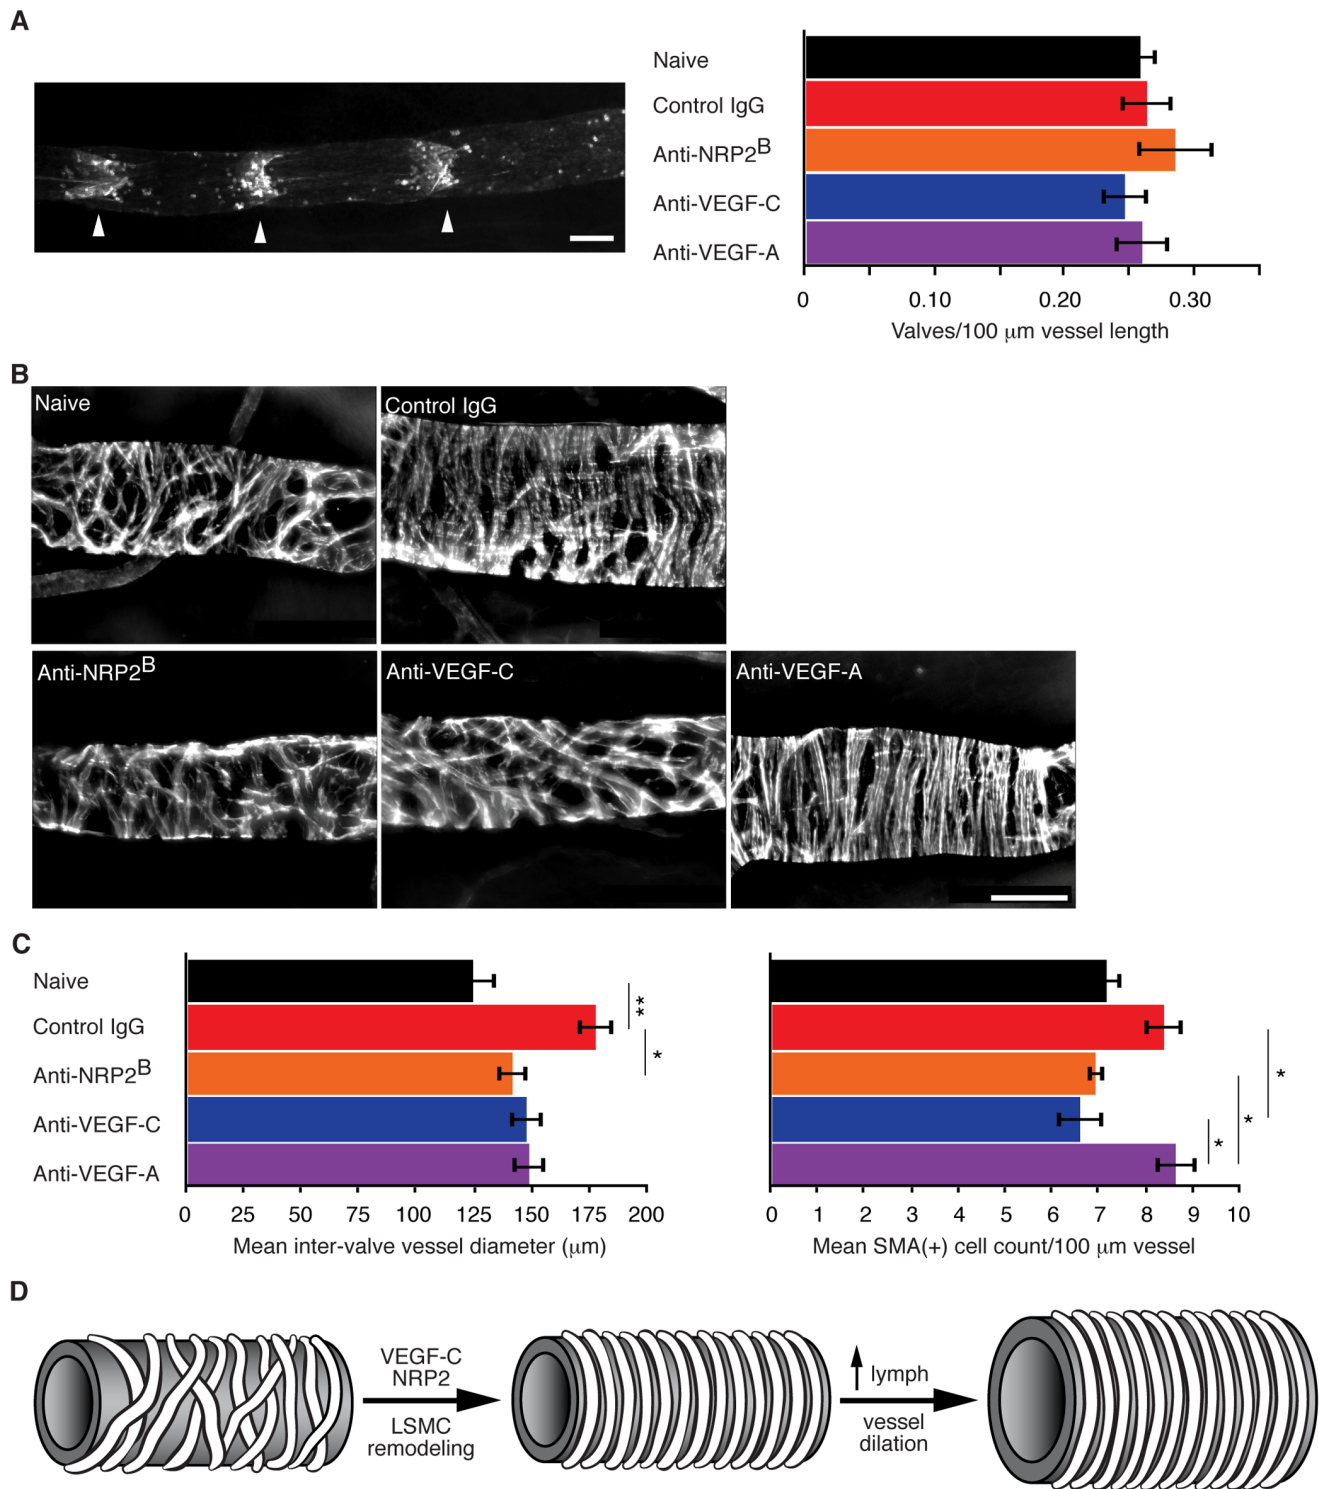 A
Naive
Control IgG
Anti-NRP2B
Anti-VEGF-C
Anti-VEGF-A
0 0.10 0.20 0.30
Valves/100 μm vessel length
B
Naive
Control IgG
Anti-NRP2B
Anti-VEGF-C
Anti-VEGF-A
C
Naive
Control IgG
Anti-NRP2B
Anti-VEGF-C
Anti-VEGF-A
**
*
0 25 50 75 100 125 150 175 200
Mean inter-valve vessel diameter (μm)
*
*
*
0 1 2 3 4 5 6 7 8 9 10
Mean SMA(+) cell count/100 μm vessel
D
VEGF-C
NRP2
LSMC
remodeling
lymph
vessel
dilation